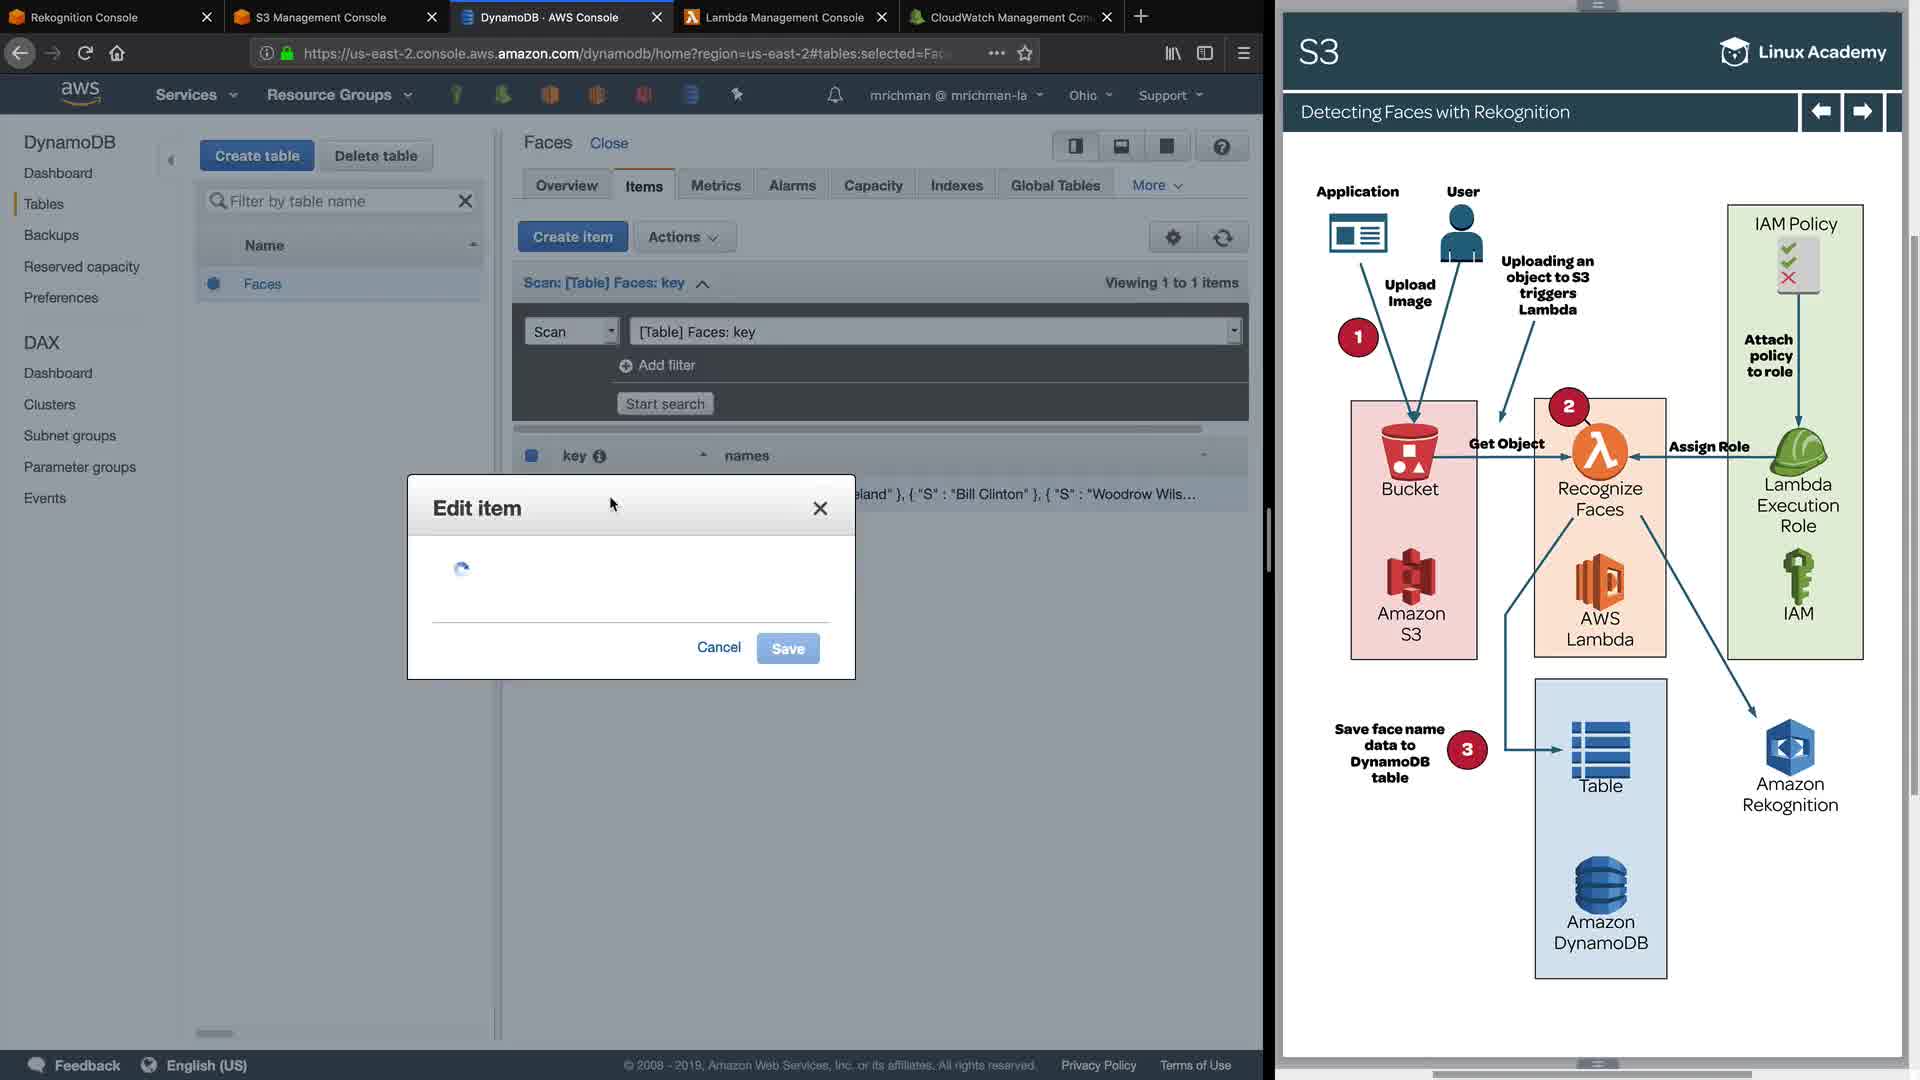 Rekognition Console
S3 Management Console
DynamoDB · AWS Console
Lambda Management Console
CloudWatch Management Con
https://us-east-2.console.aws.amazon.com/dynamodb/home?region=us-east-2#tables:selected=Fac
aws
Services
Resource Groups
mrichman @ mrichman-la
Ohio
Support
DynamoDB
Dashboard
Tables
Backups
Reserved capacity
Preferences
DAX
Dashboard
Clusters
Subnet groups
Parameter groups
Events
Create table
Delete table
Filter by table name
Name
Faces
Faces
Close
Overview
Items
Metrics
Alarms
Capacity
Indexes
Global Tables
More
Create item
Actions
Scan: [Table] Faces: key
Viewing 1 to 1 items
Scan
[Table] Faces: key
Add filter
Start search
key
names
eland" }, { "S" : "Bill Clinton" }, { "S" : "Woodrow Wils...
Edit item
Cancel
Save
Feedback
English (US)
© 2008 - 2019, Amazon Web Services, Inc. or its affiliates. All rights reserved.
Privacy Policy
Terms of Use
S3
Linux Academy
Detecting Faces with Rekognition
Application
User
Upload
Image
Uploading an
object to S3
triggers
Lambda
1
IAM Policy
Attach
policy
to role
2
Get Object
Assign Role
Bucket
Recognize
Faces
Lambda
Execution
Role
Amazon
S3
AWS
Lambda
IAM
Save face name
data to
DynamoDB
table
3
Table
Amazon
Rekognition
Amazon
DynamoDB